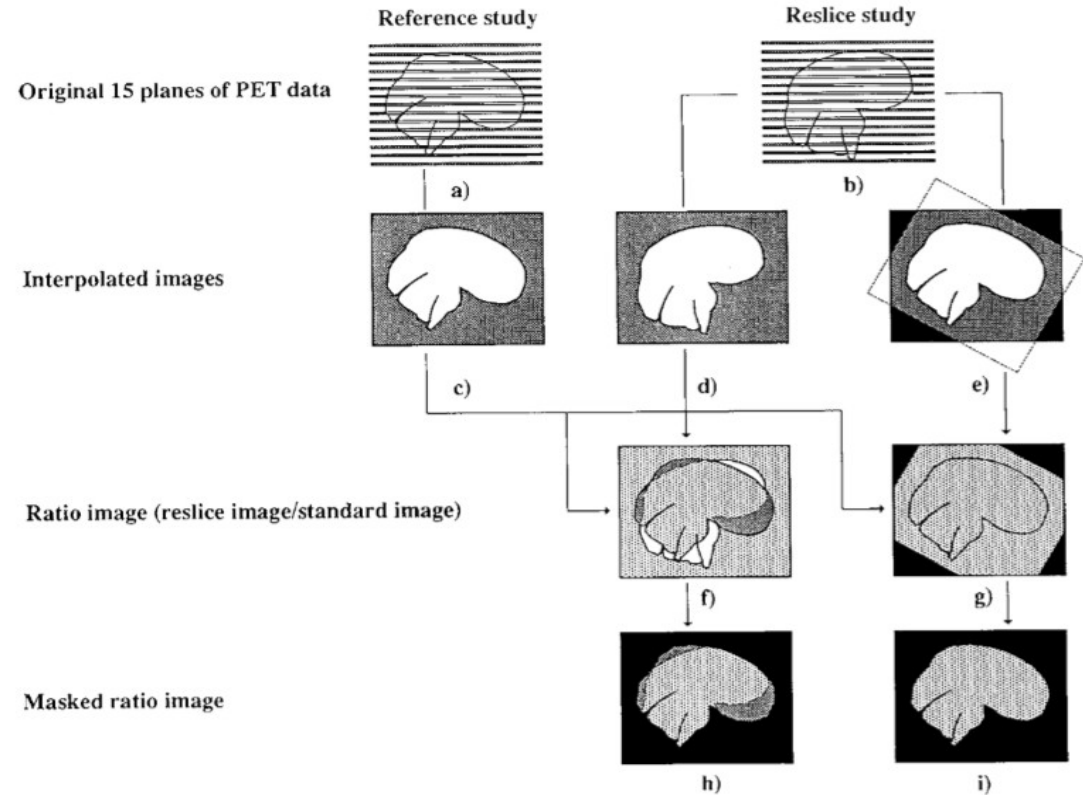 Reference study
Reslice study
Original 15 planes of PET data
a)
b)
Interpolated images
c)
d)
e)
Ratio image (reslice image/standard image)
f)
g)
Masked ratio image
h)
i)